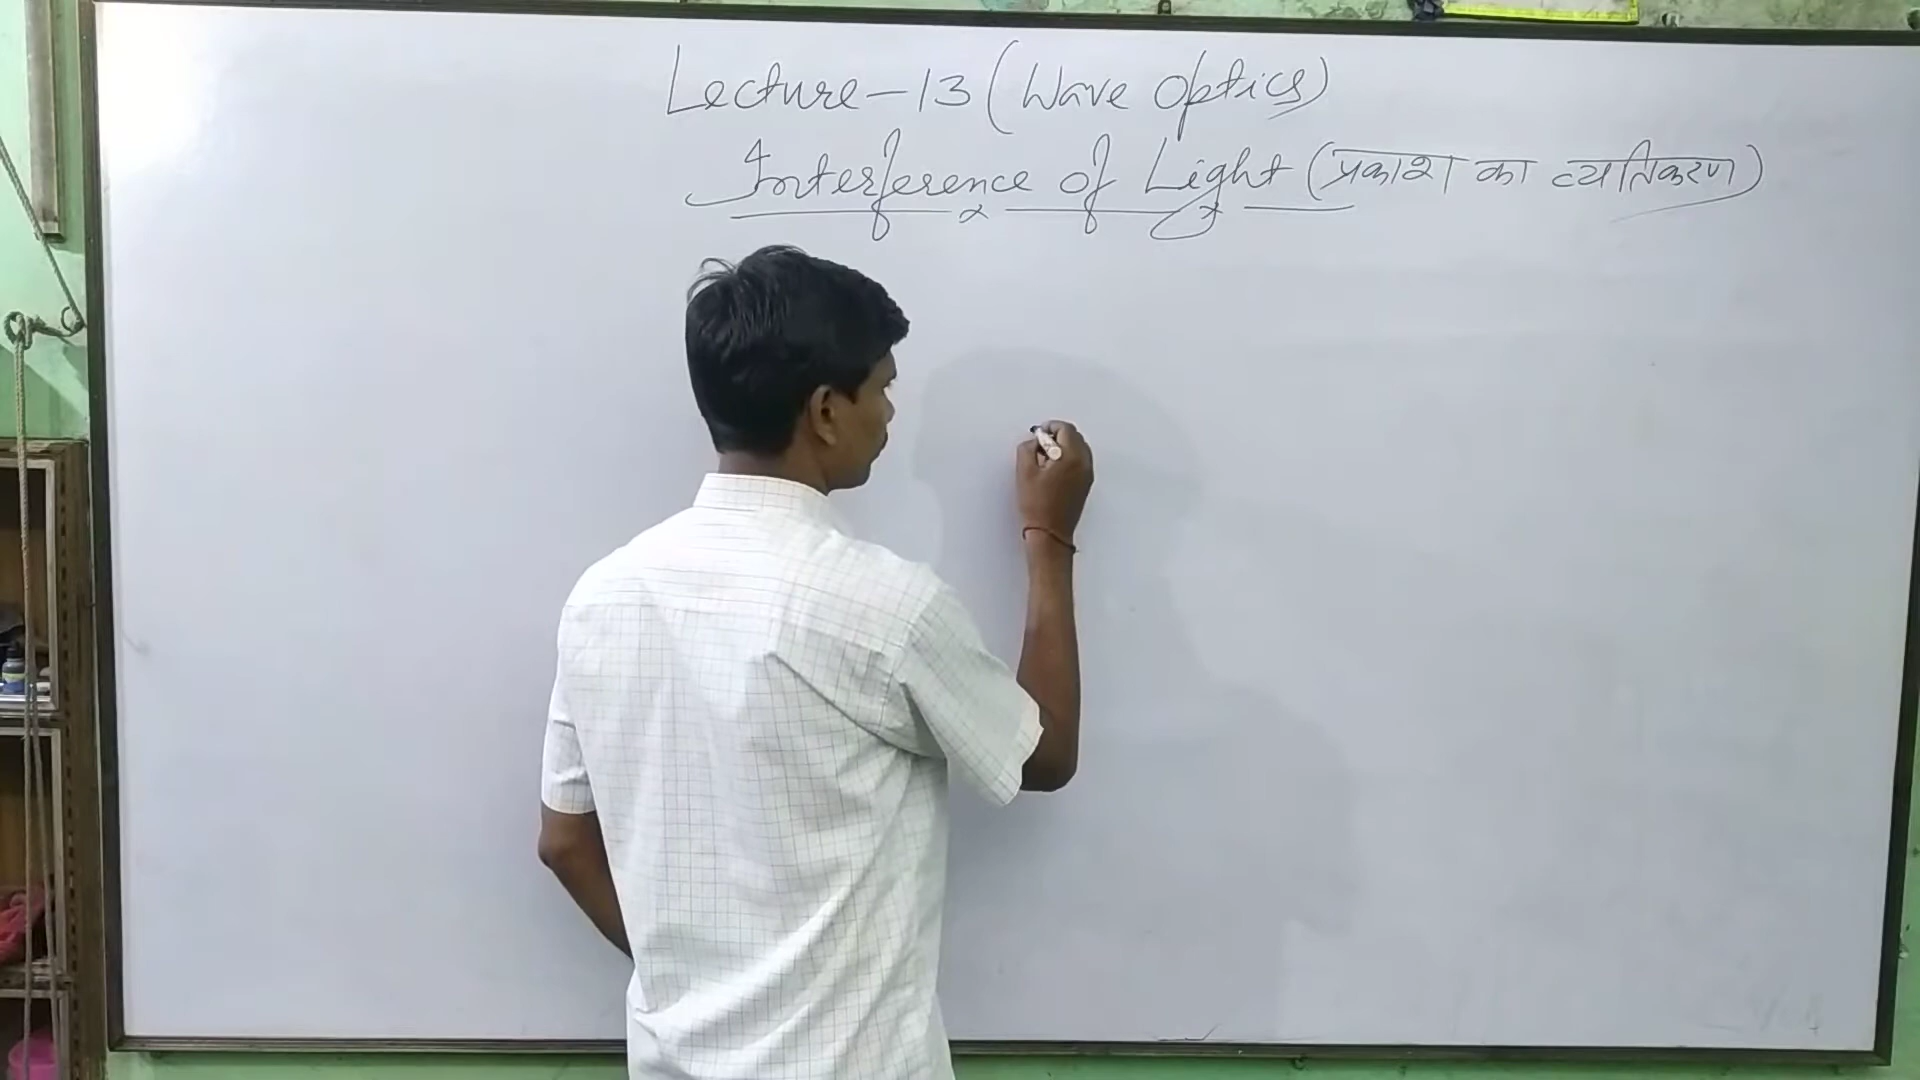 Lecture-13 (Wave Optics)
Interference of Light (प्रकाश का व्यतिकरण)